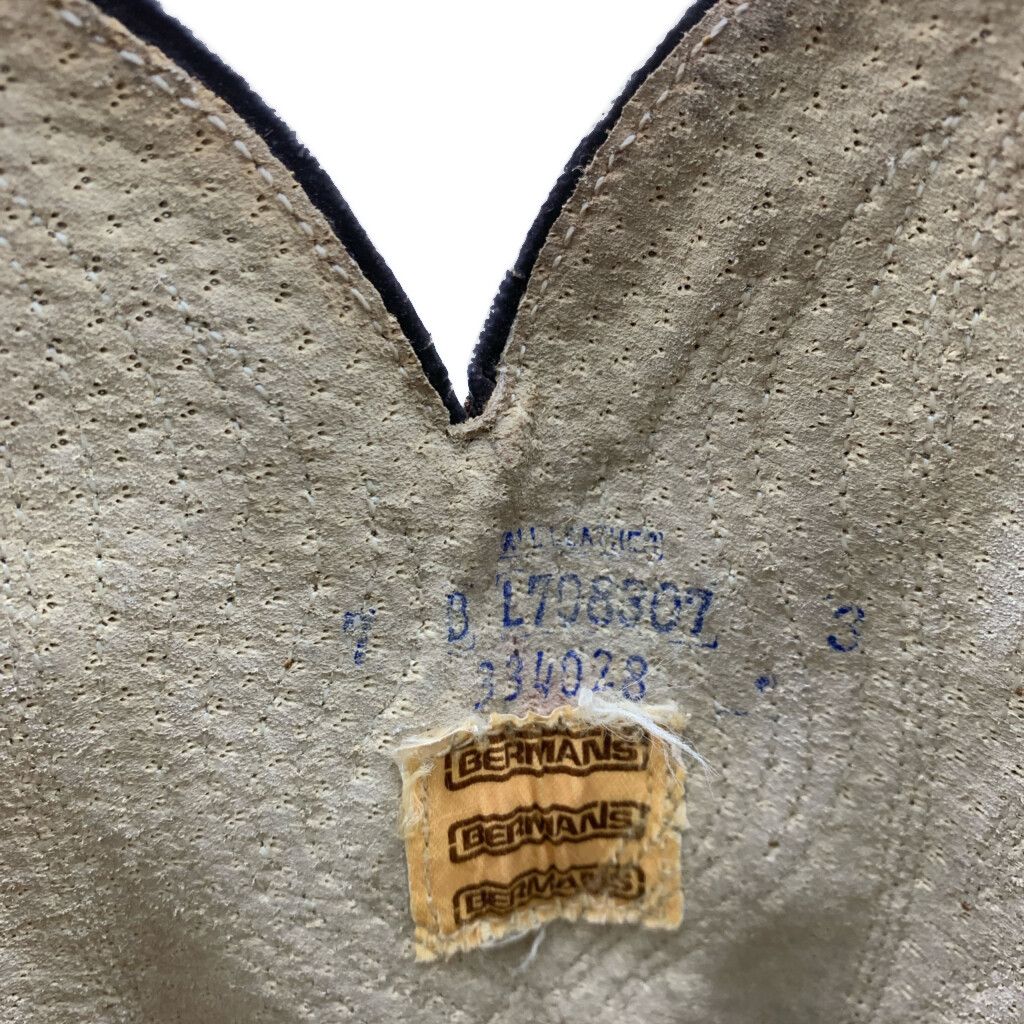 ALL LEATHER
7 B L708307 3
334028
BERMANS
BERMANS
BERMANS